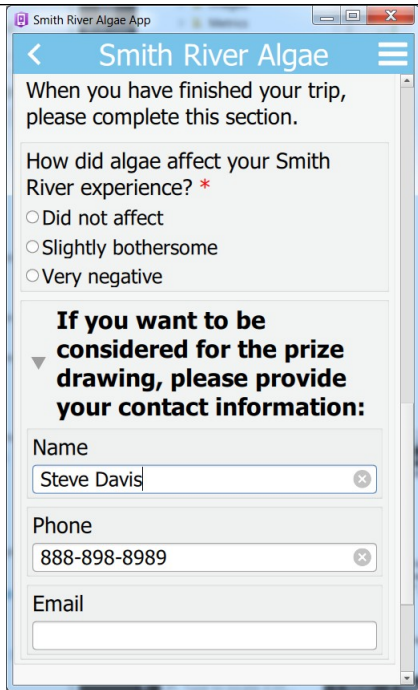 Smith River Algae App
Smith River Algae
When you have finished your trip,
please complete this section.
How did algae affect your Smith
River experience? *
Did not affect
Slightly bothersome
Very negative
If you want to be
considered for the prize
drawing, please provide
your contact information:
Name
Steve Davis
Phone
888-898-8989
Email